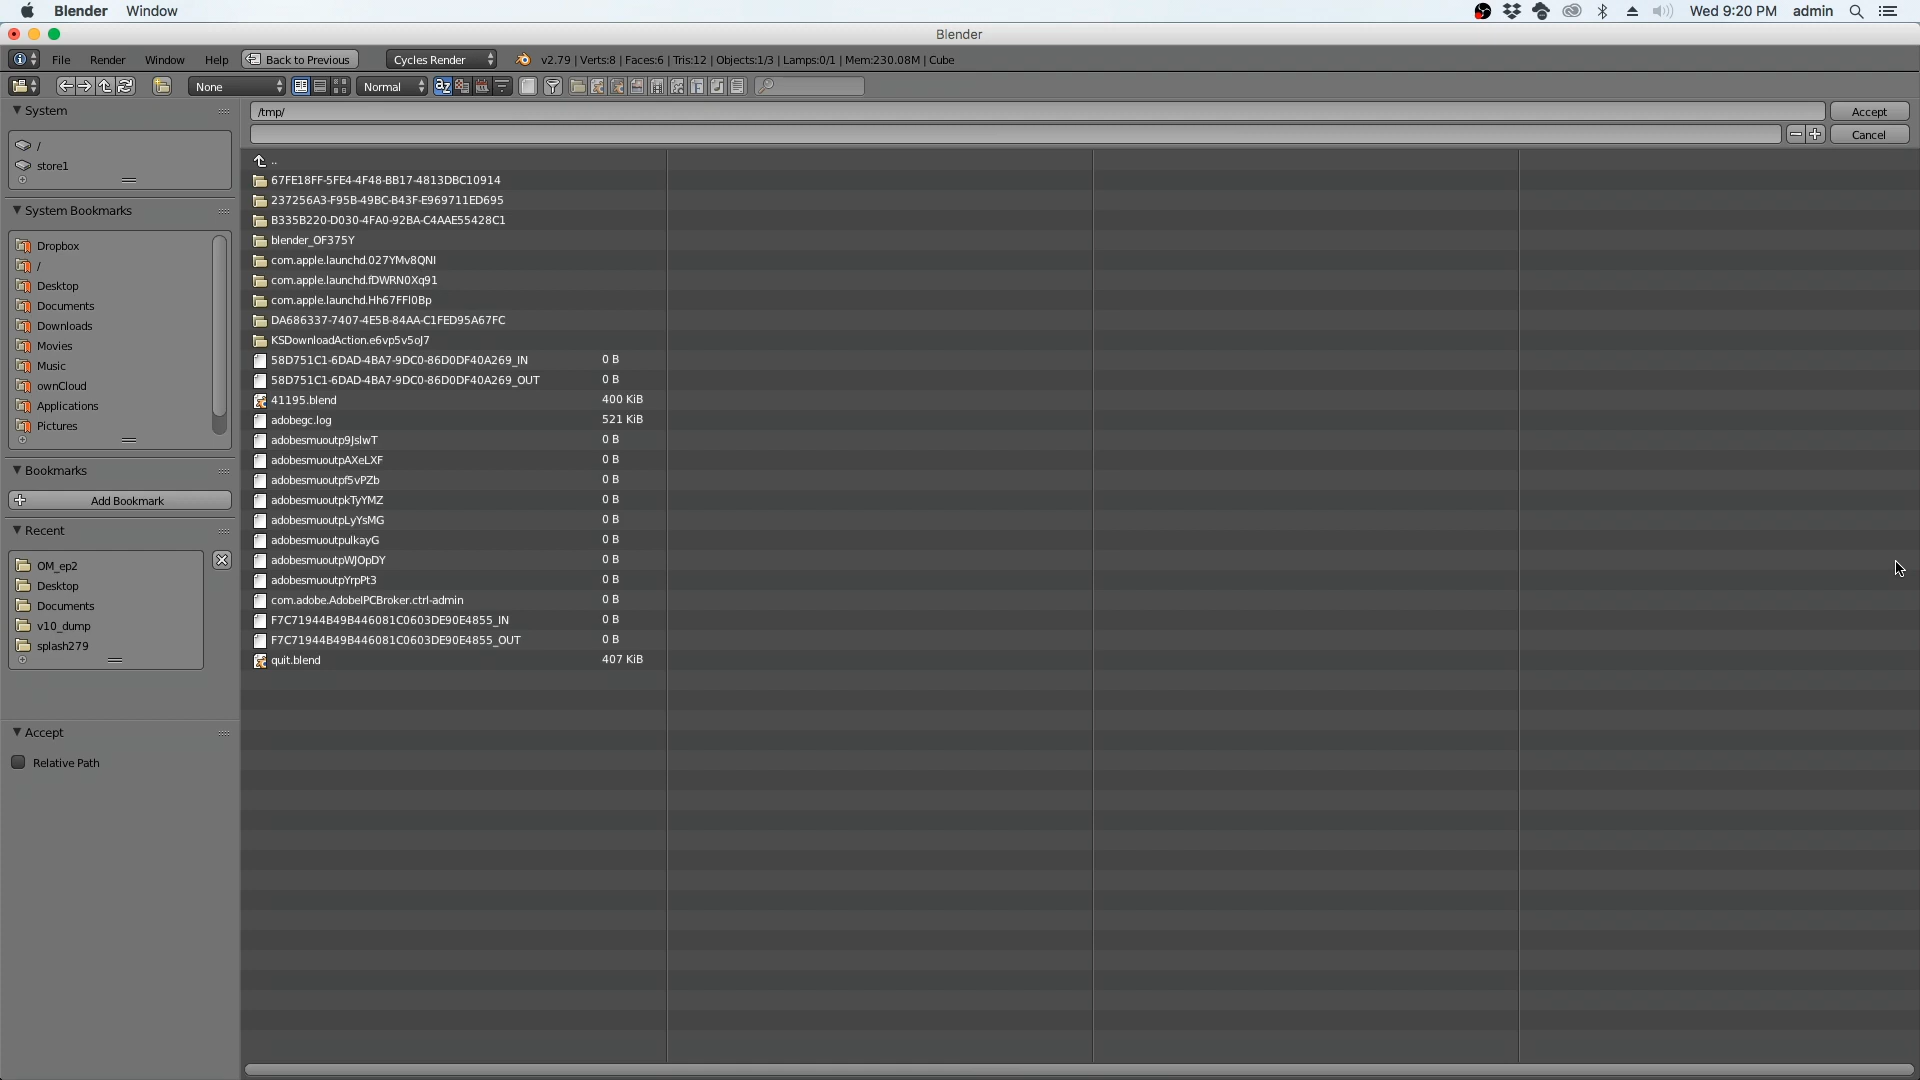 Blender Window Wed 9:20 PM admin
Blender
File Render Window Help Back to Previous Cycles Render v2.79 | Verts:8 | Faces:6 | Tris:12 | Objects:1/3 | Lamps:0/1 | Mem:230.08M | Cube
None Normal
System
/
store1
System Bookmarks
Dropbox
/
Desktop
Documents
Downloads
Movies
Music
ownCloud
Applications
Pictures
Bookmarks
Add Bookmark
Recent
OM_ep2
Desktop
Documents
v10_dump
splash279
Accept
Relative Path
/tmp/ Accept
Cancel
..
67FE18FF-5FE4-4F48-BB17-4813DBC10914
237256A3-F95B-49BC-B43F-E969711ED695
B335B220-D030-4FA0-92BA-C4AAE55428C1
blender_OF375Y
com.apple.launchd.027YMv8QNI
com.apple.launchd.fDWRN0Xq91
com.apple.launchd.Hh67FFI0Bp
DA686337-7407-4E5B-84AA-C1FED95A67FC
KSDownloadAction.e6vp5v5oJ7
58D751C1-6DAD-4BA7-9DC0-86D0DF40A269_IN 0 B
58D751C1-6DAD-4BA7-9DC0-86D0DF40A269_OUT 0 B
41195.blend 400 KiB
adobegc.log 521 KiB
adobesmuoutp9JslwT 0 B
adobesmuoutpAXeLXF 0 B
adobesmuoutpf5vPZb 0 B
adobesmuoutpkTyYMZ 0 B
adobesmuoutpLyYsMG 0 B
adobesmuoutpulkayG 0 B
adobesmuoutpWJOpDY 0 B
adobesmuoutpYrpPt3 0 B
com.adobe.AdobeIPCBroker.ctrl-admin 0 B
F7C71944B49B446081C0603DE90E4855_IN 0 B
F7C71944B49B446081C0603DE90E4855_OUT 0 B
quit.blend 407 KiB